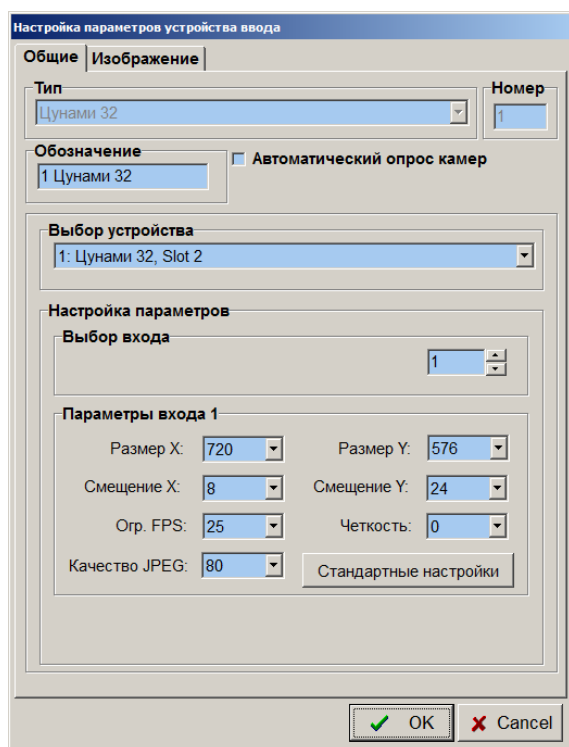 Настройка параметров устройства ввода
Общие Изображение
Тип Номер
Цунами 32 1
Обозначение
1 Цунами 32 Автоматический опрос камер
Выбор устройства
1: Цунами 32, Slot 2
Настройка параметров
Выбор входа
1
Параметры входа 1
Размер X: 720 Размер Y: 576
Смещение X: 8 Смещение Y: 24
Огр. FPS: 25 Четкость: 0
Качество JPEG: 80 Стандартные настройки
OK Cancel